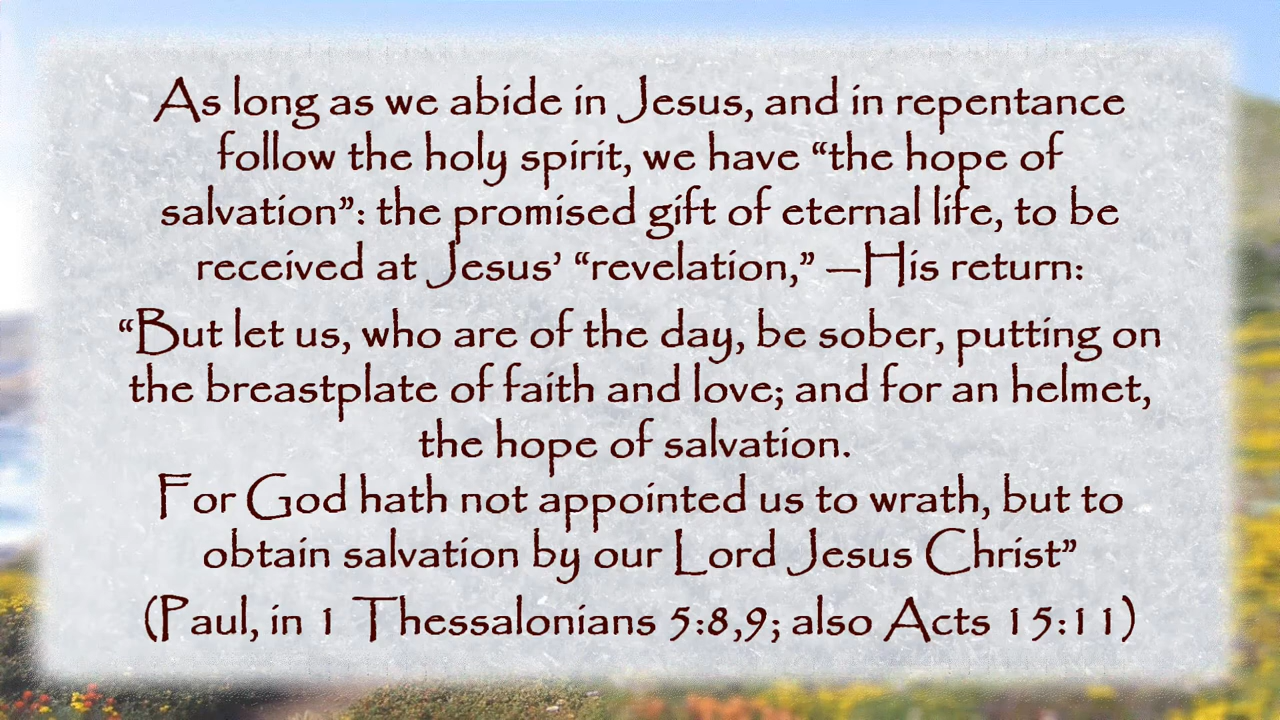 As long as we abide in Jesus, and in repentance
follow the holy spirit, we have “the hope of
salvation”: the promised gift of eternal life, to be
received at Jesus’ “revelation,” —His return:
“But let us, who are of the day, be sober, putting on
the breastplate of faith and love; and for an helmet,
the hope of salvation.
For God hath not appointed us to wrath, but to
obtain salvation by our Lord Jesus Christ”
(Paul, in 1 Thessalonians 5:8,9; also Acts 15:11)